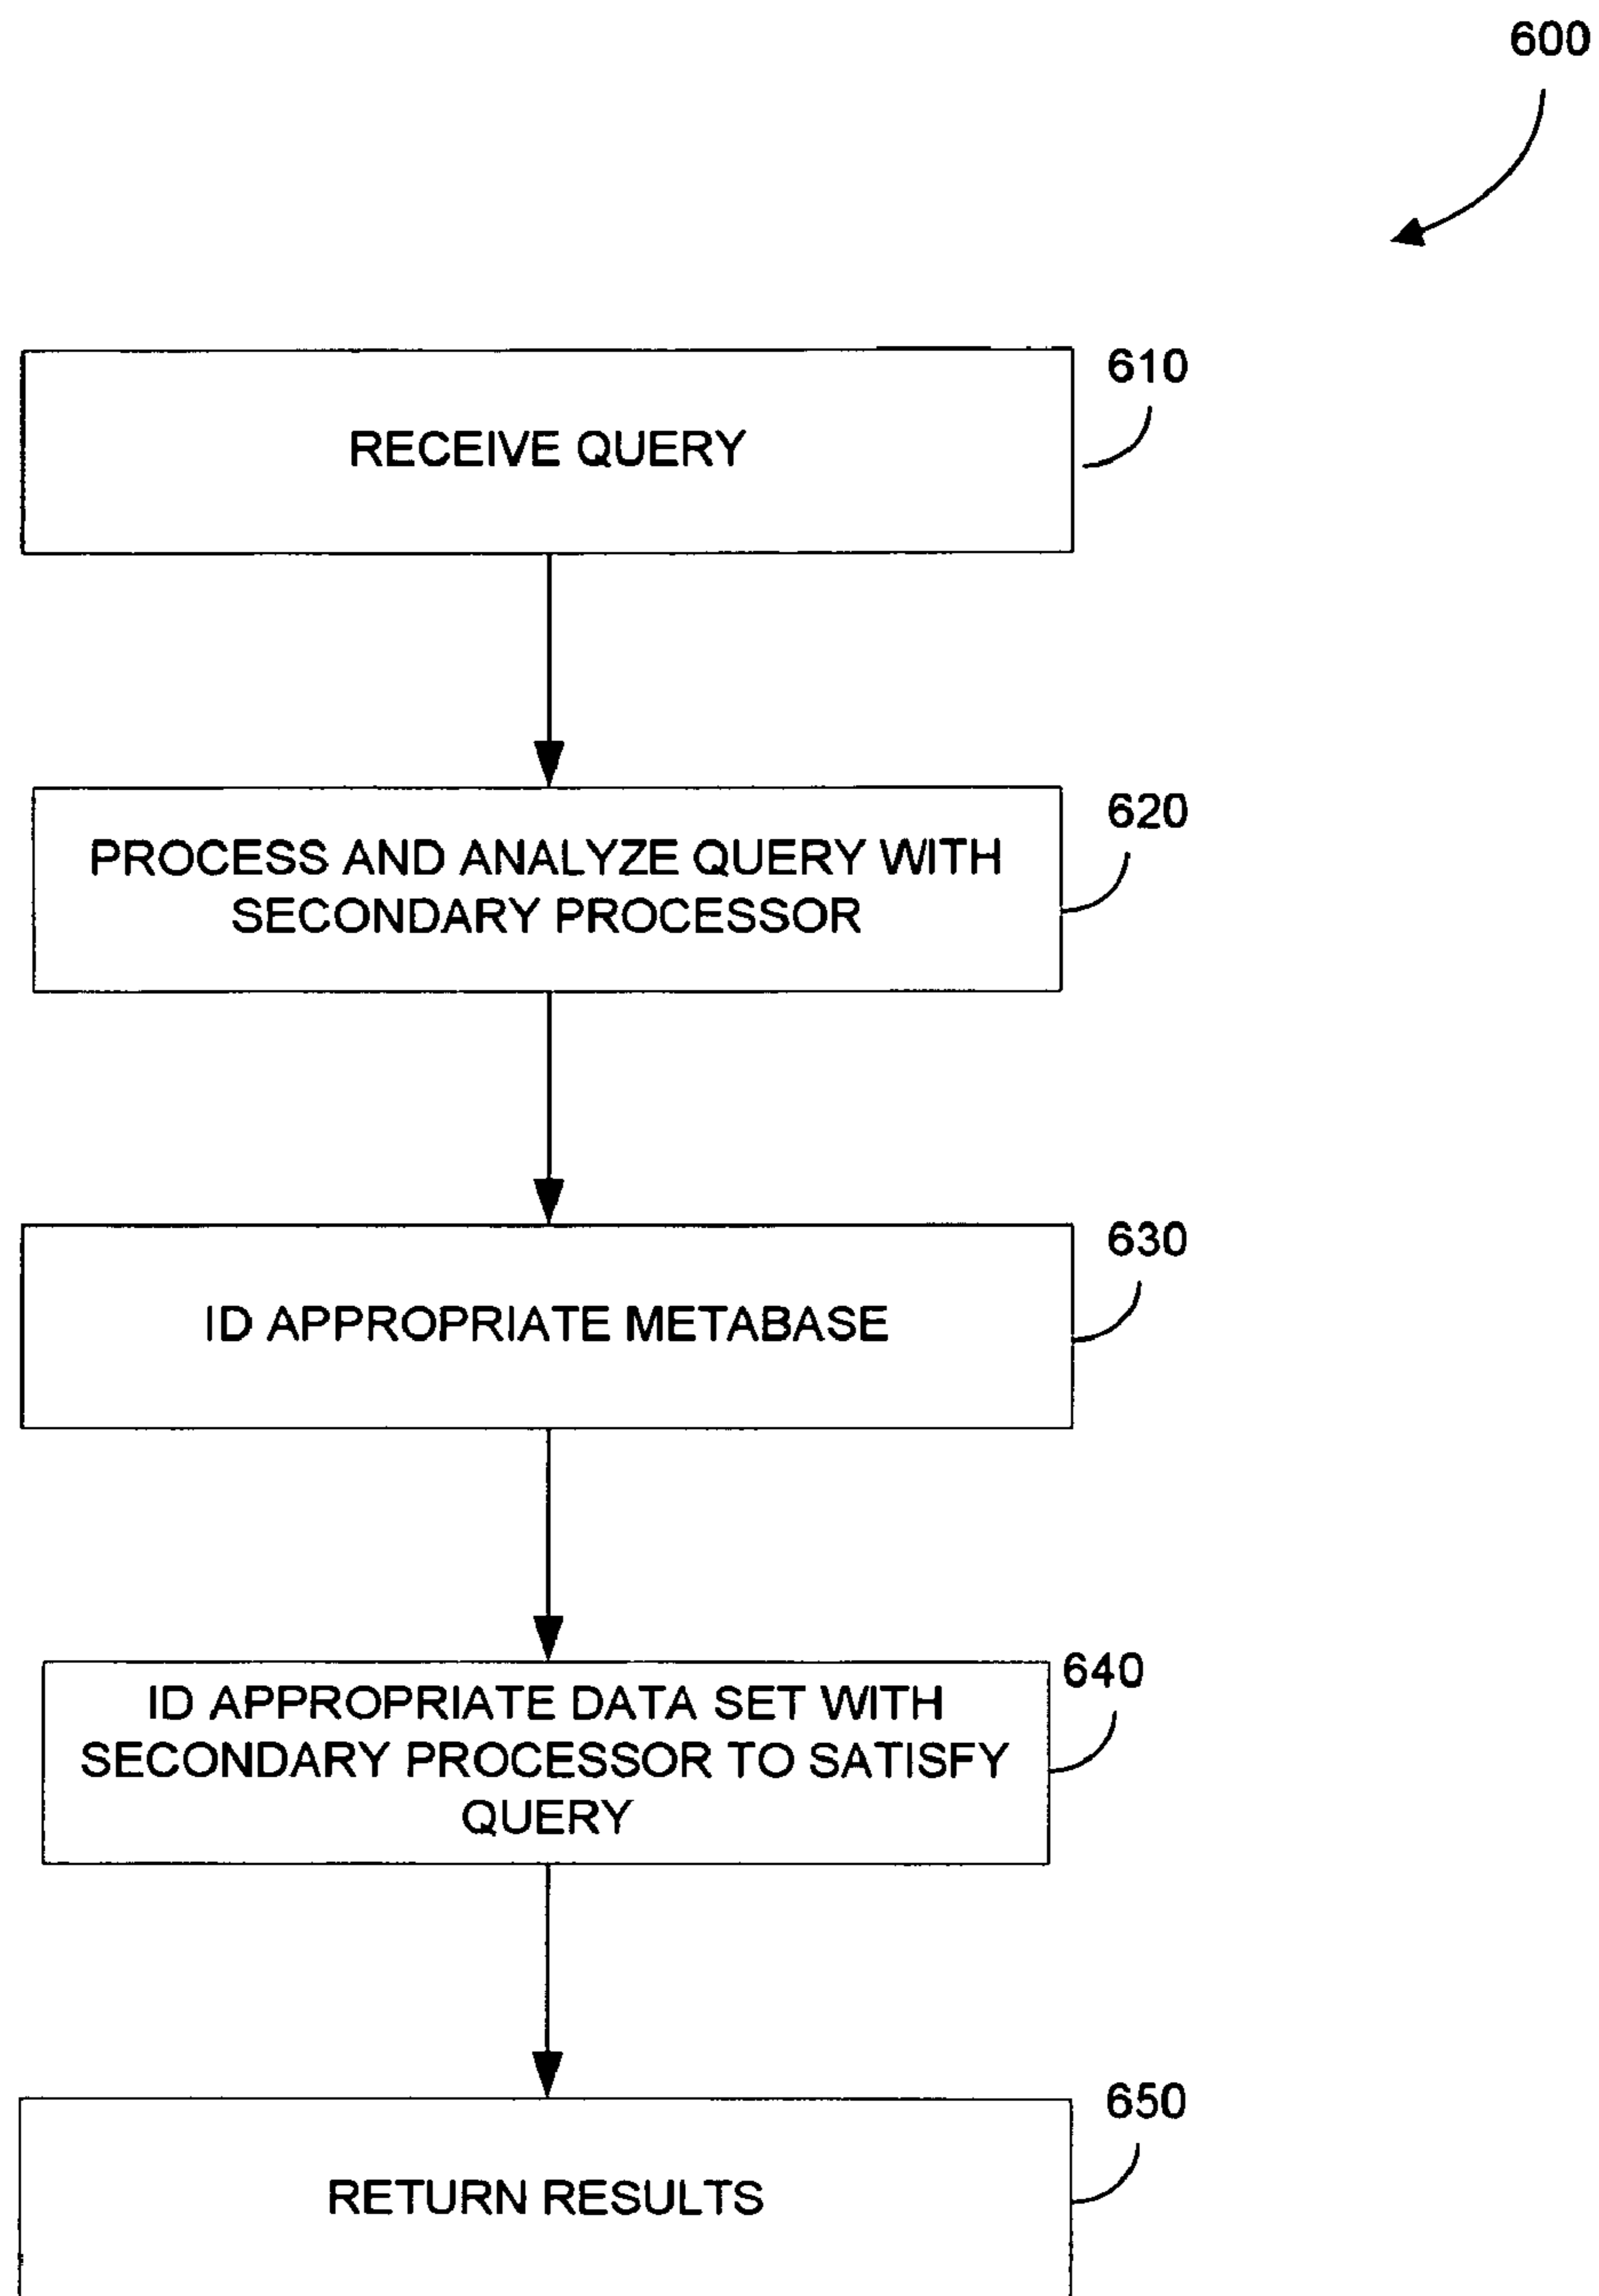 600
610
RECEIVE QUERY
620
PROCESS AND ANALYZE QUERY WITH
SECONDARY PROCESSOR
630
ID APPROPRIATE METABASE
640
ID APPROPRIATE DATA SET WITH
SECONDARY PROCESSOR TO SATISFY
QUERY
650
RETURN RESULTS